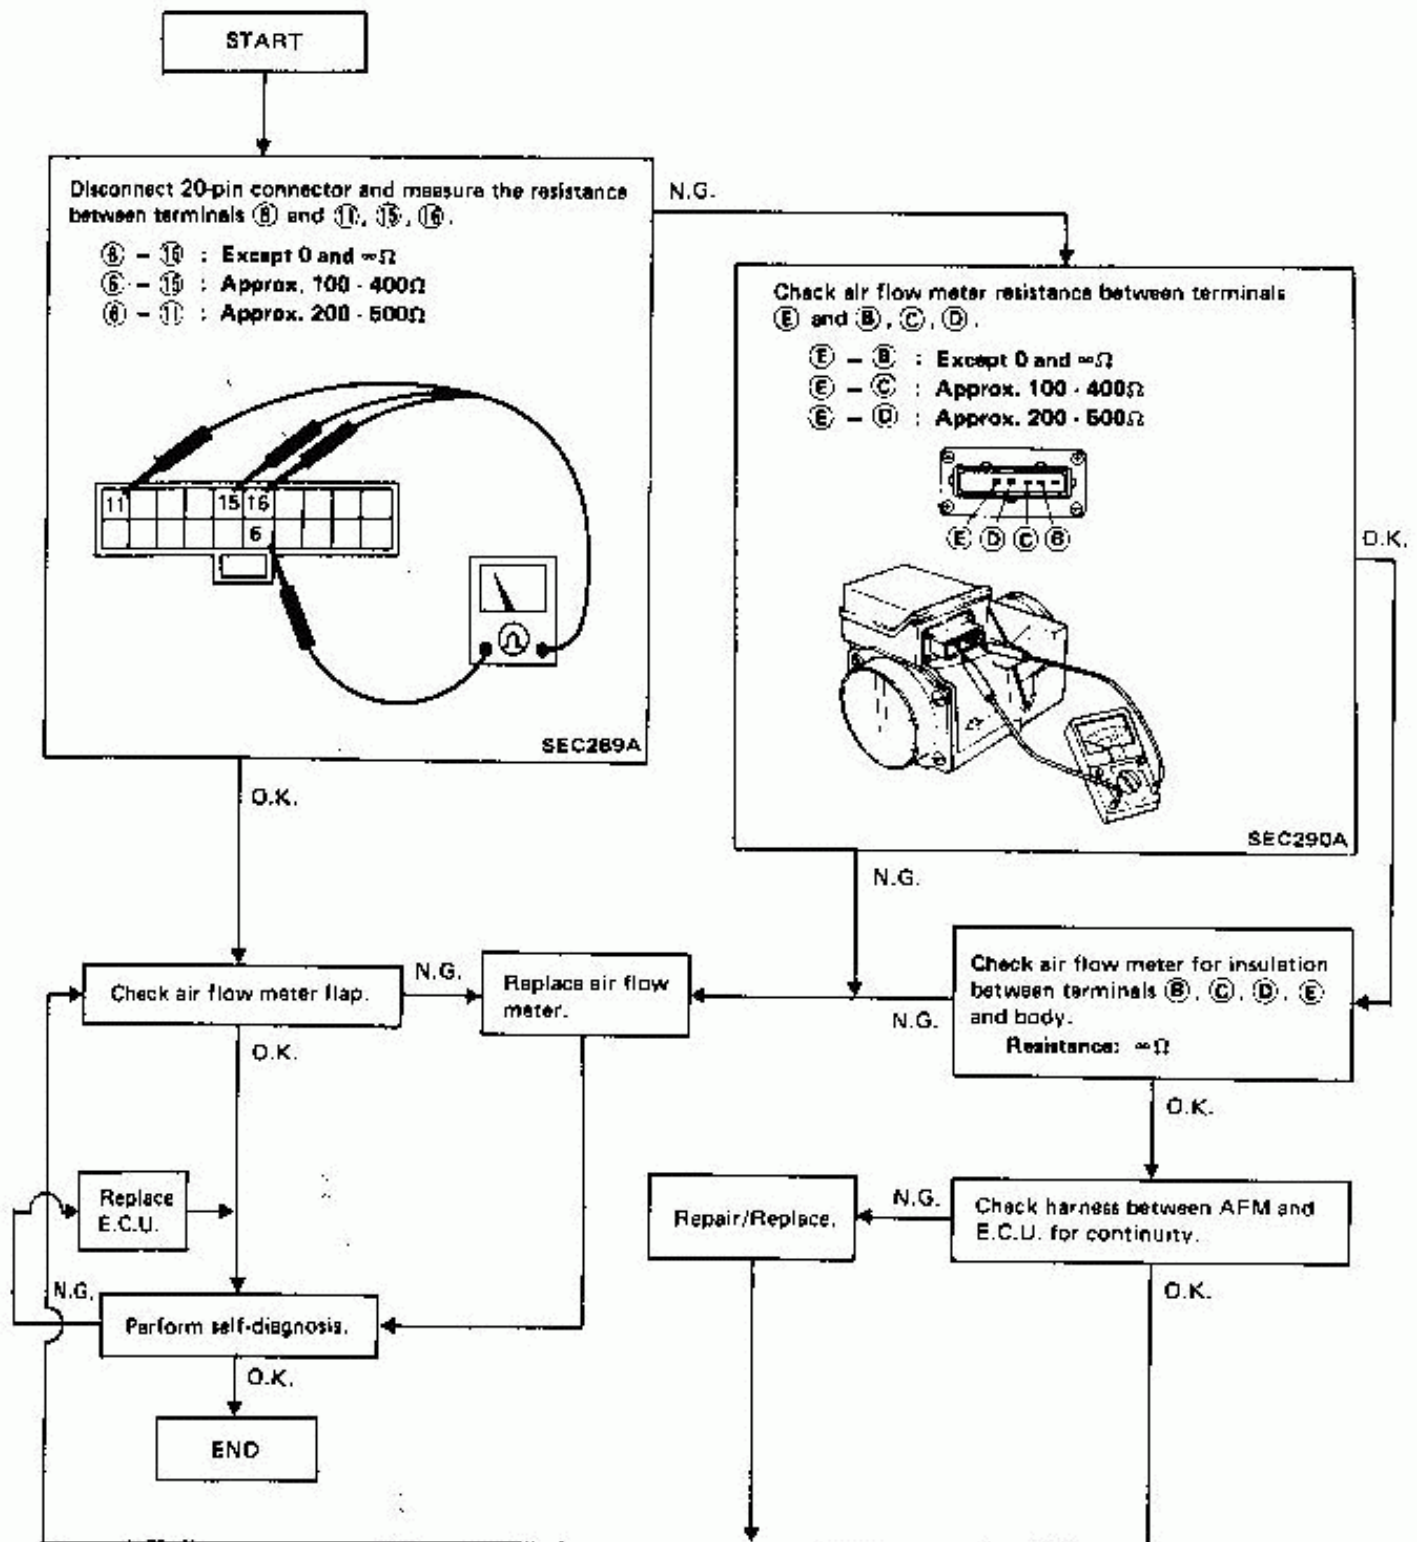 START
Disconnect 20-pin connector and measure the resistance
between terminals ⑥ and ⑪, ⑮, ⑯.
⑥ - ⑯ : Except 0 and ∞Ω
⑥ - ⑮ : Approx. 100 - 400Ω
⑥ - ⑪ : Approx. 200 - 500Ω
11 15 16
6
Ω
SEC289A
N.G.
Check air flow meter resistance between terminals
Ⓔ and Ⓑ, Ⓒ, Ⓓ.
Ⓔ - Ⓑ : Except 0 and ∞Ω
Ⓔ - Ⓒ : Approx. 100 - 400Ω
Ⓔ - Ⓓ : Approx. 200 - 500Ω
Ⓔ Ⓓ Ⓒ Ⓑ
SEC290A
O.K.
O.K.
N.G.
Check air flow meter flap.
N.G.
Replace air flow
meter.
N.G.
Check air flow meter for insulation
between terminals Ⓑ, Ⓒ, Ⓓ, Ⓔ
and body.
Resistance: ∞Ω
O.K.
O.K.
Replace
E.C.U.
Repair/Replace.
N.G.
Check harness between AFM and
E.C.U. for continuity.
N.G.
Perform self-diagnosis.
O.K.
O.K.
END